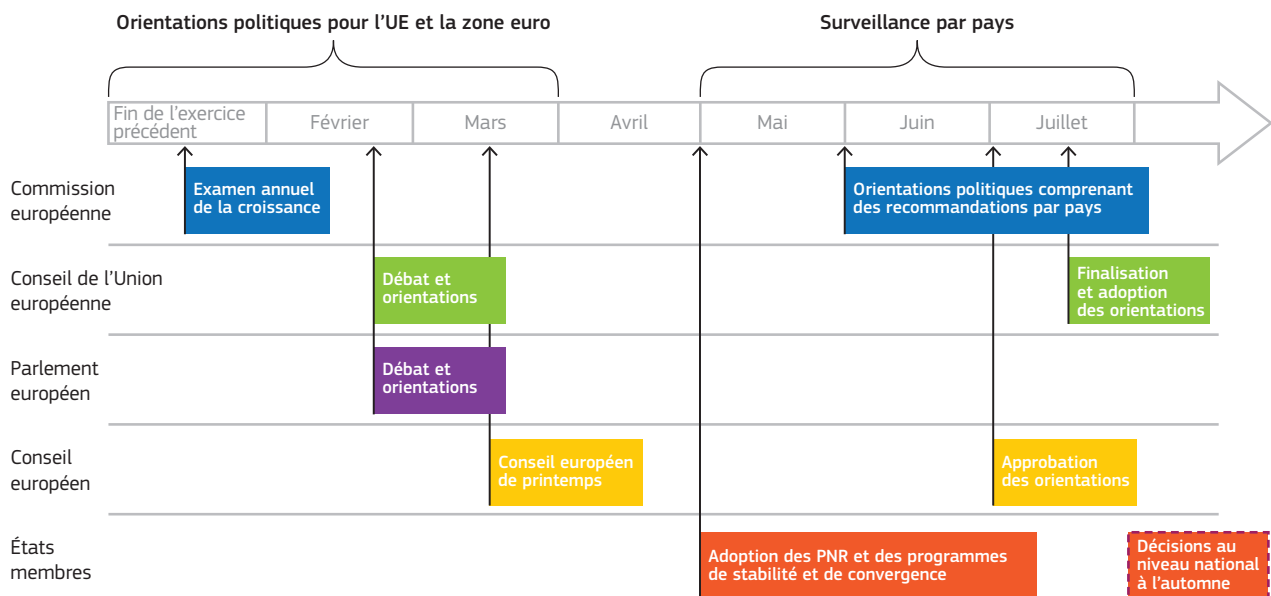 Orientations politiques pour l'UE et la zone euro
Surveillance par pays
Fin de l'exercice
précédent
Février
Mars
Avril
Mai
Juin
Juillet
Commission
européenne
Examen annuel
de la croissance
Orientations politiques comprenant
des recommandations par pays
Conseil de l'Union
européenne
Débat et
orientations
Finalisation
et adoption
des orientations
Parlement
européen
Débat et
orientations
Conseil
européen
Conseil européen
de printemps
Approbation
des orientations
États
membres
Adoption des PNR et des programmes
de stabilité et de convergence
Décisions au
niveau national
à l'automne